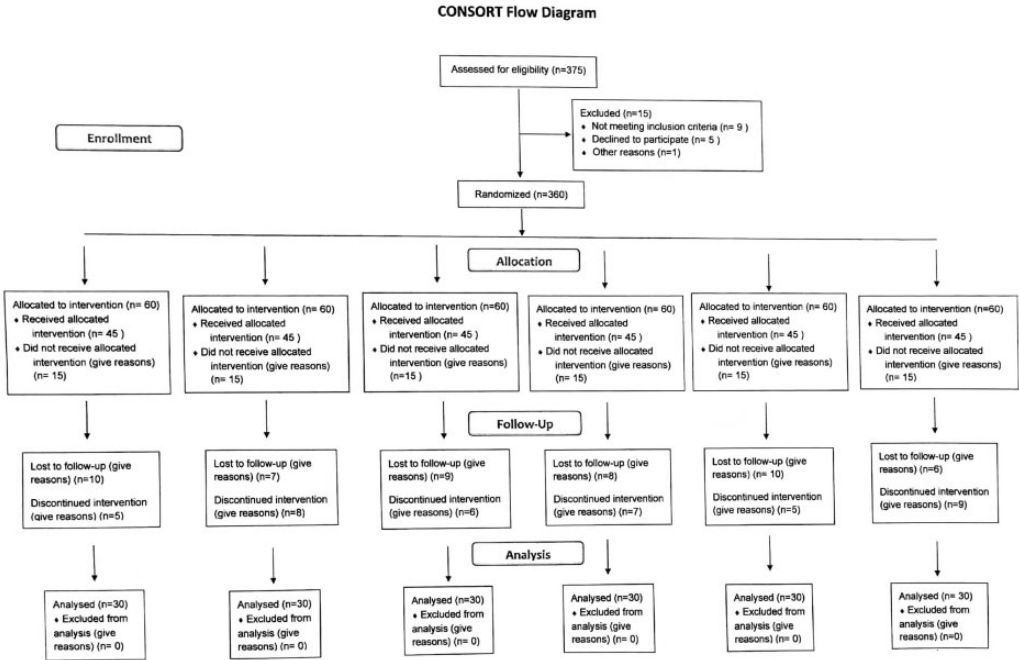 CONSORT Flow Diagram
Assessed for eligibility (n=375)
Excluded (n=15)
♦ Not meeting inclusion criteria (n= 9 )
♦ Declined to participate (n= 5 )
♦ Other reasons (n=1)
Enrollment
Randomized (n=360)
Allocation
Allocated to intervention (n= 60)
♦ Received allocated
intervention (n= 45 )
♦ Did not receive allocated
intervention (give reasons)
(n= 15)
Allocated to intervention (n= 60)
♦ Received allocated
intervention (n= 45 )
♦ Did not receive allocated
intervention (give reasons)
(n= 15)
Allocated to intervention (n=60)
♦ Received allocated
intervention (n= 45 )
♦ Did not receive allocated
intervention (give reasons)
(n=15 )
Allocated to intervention (n= 60)
♦ Received allocated
intervention (n= 45 )
♦ Did not receive allocated
intervention (give reasons)
(n= 15)
Allocated to intervention (n= 60)
♦ Received allocated
intervention (n= 45 )
♦ Did not receive allocated
intervention (give reasons)
(n= 15)
Allocated to intervention (n=60)
♦ Received allocated
intervention (n= 45 )
♦ Did not receive allocated
intervention (give reasons)
(n= 15)
Follow-Up
Lost to follow-up (give
reasons) (n=10)
Discontinued intervention
(give reasons) (n=5)
Lost to follow-up (give
reasons) (n=7)
Discontinued intervention
(give reasons) (n=8)
Lost to follow-up (give
reasons) (n=9)
Discontinued intervention
(give reasons) (n=6)
Lost to follow-up (give
reasons) (n=8)
Discontinued intervention
(give reasons) (n=7)
Lost to follow-up (give
reasons) (n= 10)
Discontinued intervention
(give reasons) (n=5)
Lost to follow-up (give
reasons) (n=6)
Discontinued intervention
(give reasons) (n=9)
Analysis
Analysed (n=30)
♦ Excluded from
analysis (give
reasons) (n= 0)
Analysed (n=30)
♦ Excluded from
analysis (give
reasons) (n= 0)
Analysed (n=30)
♦ Excluded from
analysis (give
reasons) (n= 0)
Analysed (n=30)
♦ Excluded from
analysis (give
reasons) (n= 0)
Analysed (n=30)
♦ Excluded from
analysis (give
reasons) (n= 0)
Analysed (n= 30)
♦ Excluded from
analysis (give
reasons) (n=0)